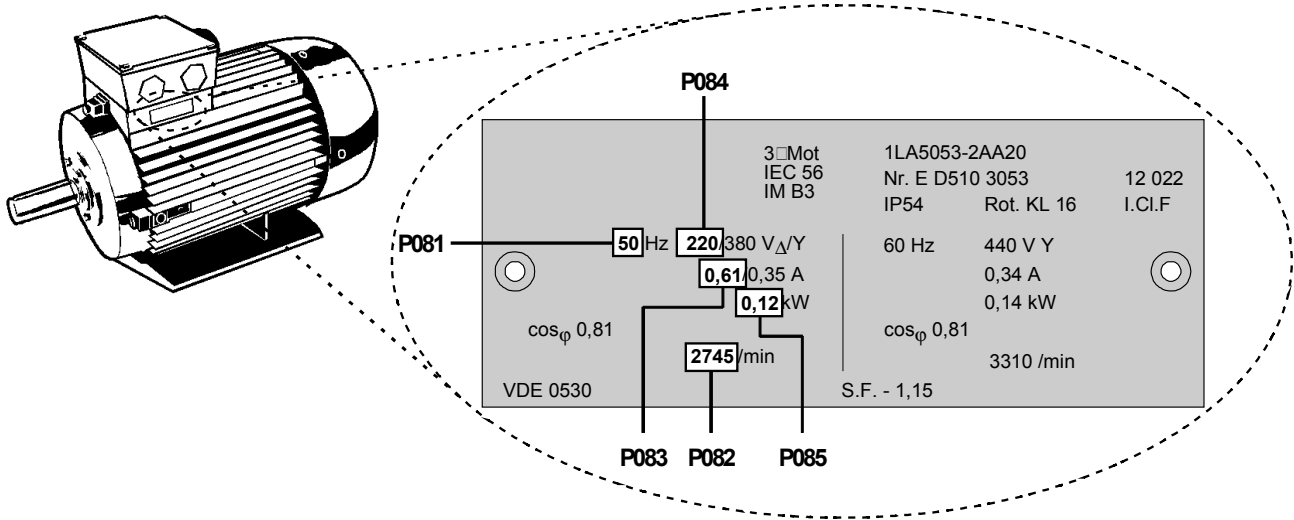 P084
3□Mot 1LA5053-2AA20
IEC 56 Nr. E D510 3053 12 022
IM B3 IP54 Rot. KL 16 I.Cl.F
P081 50 Hz 220/380 V∆/Y 60 Hz 440 V Y
0,61/0,35 A 0,34 A
0,12 kW 0,14 kW
cosφ 0,81 cosφ 0,81
2745 /min 3310 /min
VDE 0530 S.F. - 1,15
P083 P082 P085